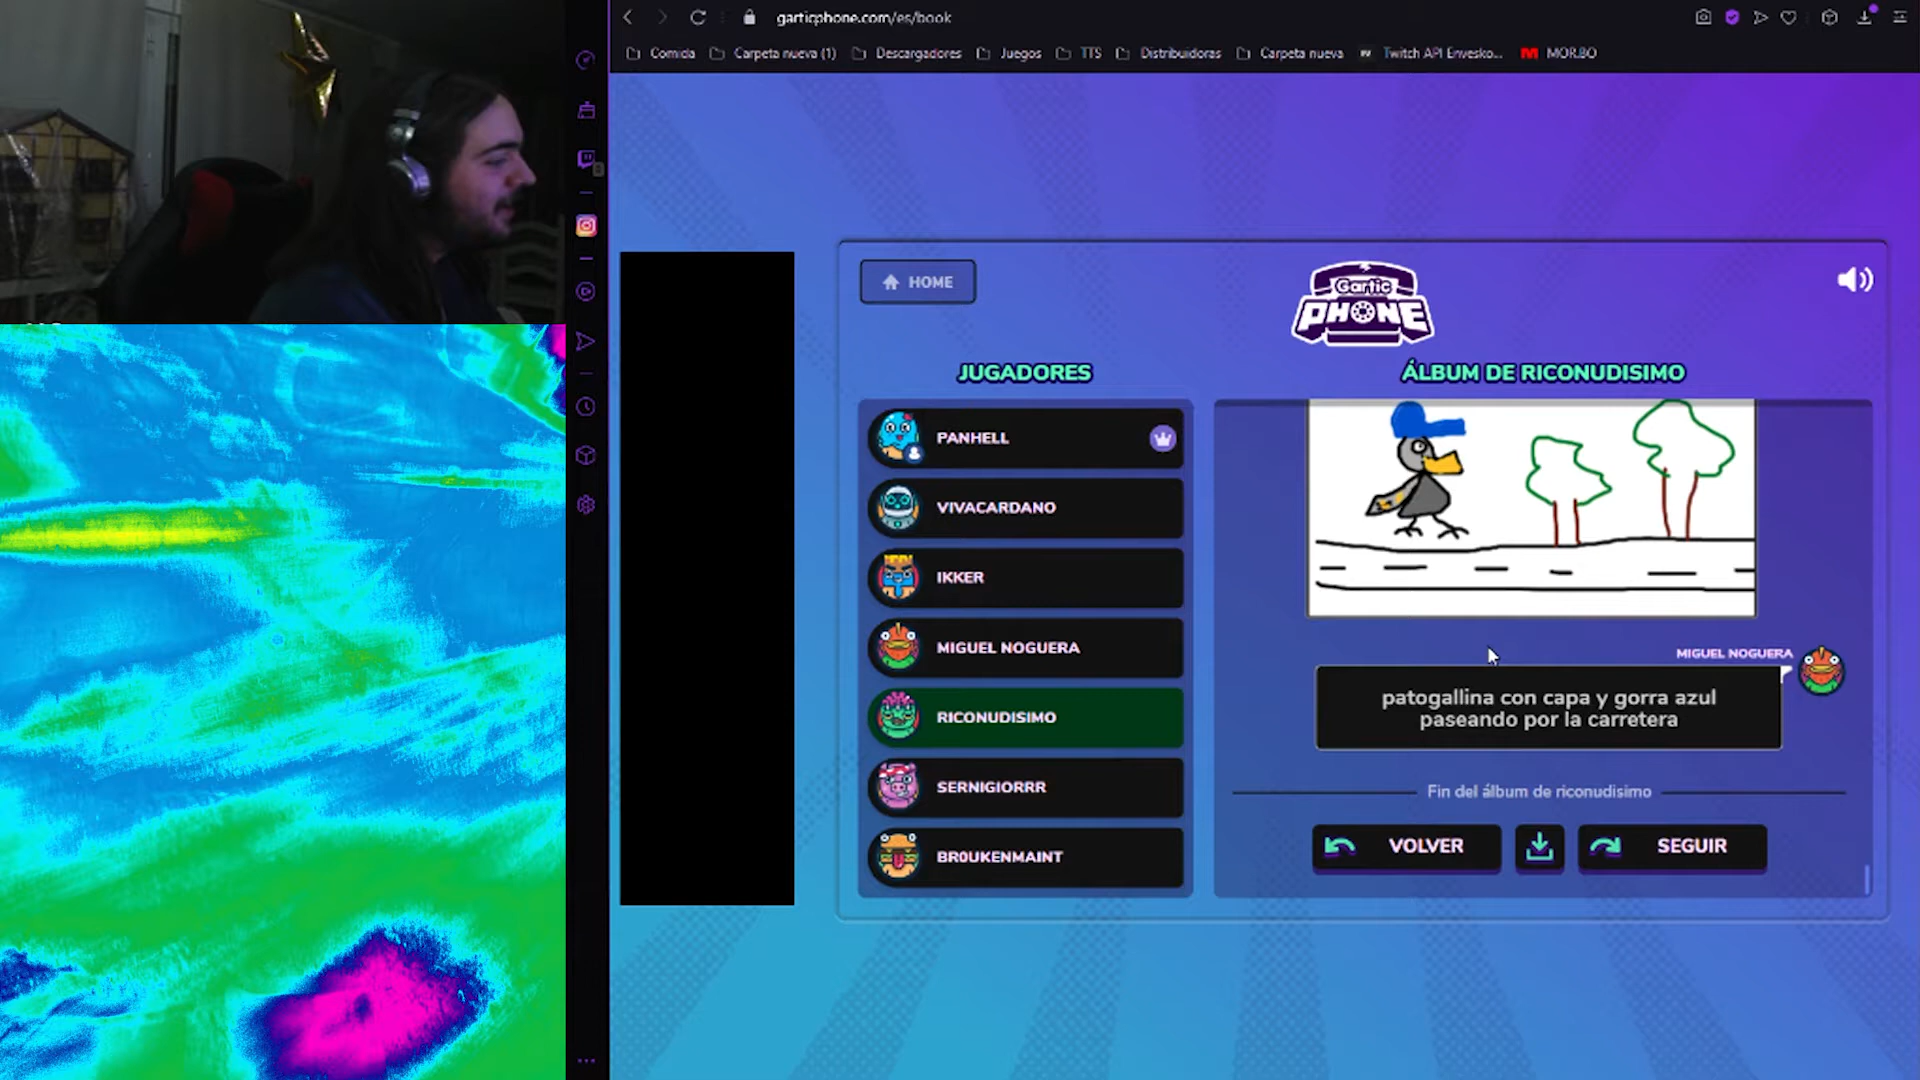 garticphone.com/es/book
Comida
Carpeta nueva (1)
Descargadores
Juegos
TTS
Distribuidoras
Carpeta nueva
Twitch API Envesko...
MOR.BO
HOME
Gartic
PHONE
JUGADORES
ÁLBUM DE RICONUDISIMO
PANHELL
VIVACARDANO
IKKER
MIGUEL NOGUERA
RICONUDISIMO
SERNIGIORRR
BR0UKENMAINT
MIGUEL NOGUERA
patogallina con capa y gorra azul
paseando por la carretera
Fin del álbum de riconudisimo
VOLVER
SEGUIR